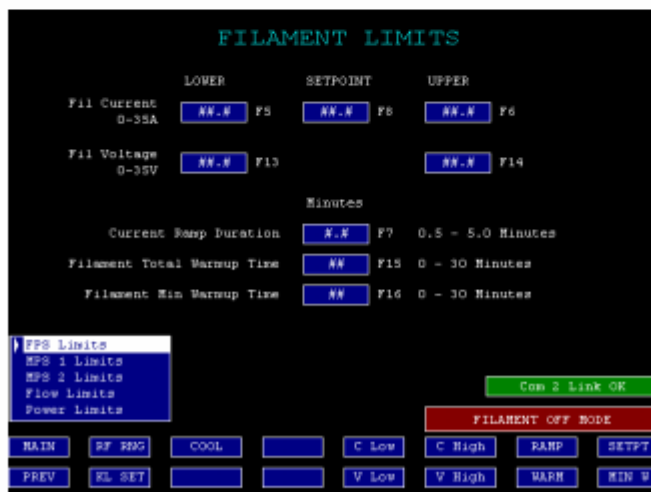 FILAMENT LIMITS
LOWER SETPOINT UPPER
Fil Current
0-35A
##.# F5 ##.# F8 ##.# F6
Fil Voltage
0-35V
##.# F13 ##.# F14
Minutes
Current Ramp Duration #.# F7 0.5 - 5.0 Minutes
Filament Total Warmup Time ## F15 0 - 30 Minutes
Filament Min Warmup Time ## F16 0 - 30 Minutes
FPS Limits
MPS 1 Limits
MPS 2 Limits
Flow Limits
Power Limits
Com 2 Link OK
FILAMENT OFF MODE
MAIN RF RNG COOL C Low C High RAMP SETPT
PREV KL SET V Low V High WARM MIN W